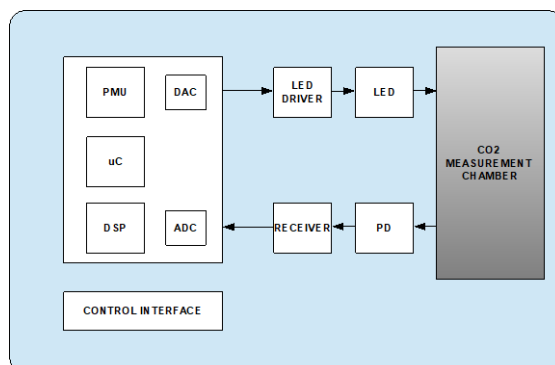 PMU
DAC
LED
DRIVER
LED
CO2
MEASUREMENT
CHAMBER
uC
DSP
ADC
RECEIVER
PD
CONTROL INTERFACE